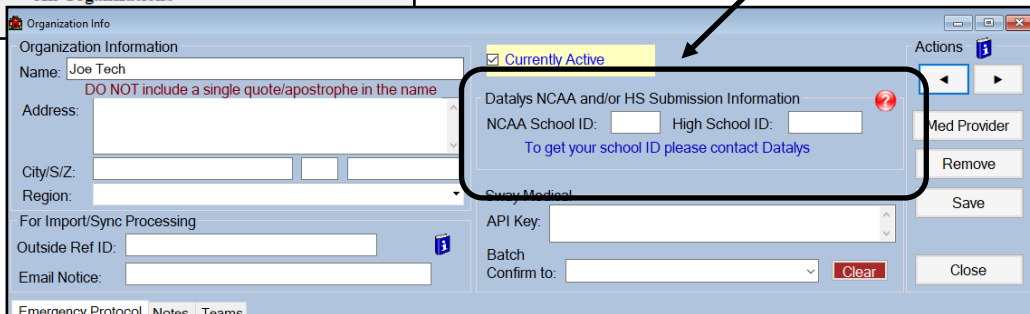 Organization Info
Organization Information
Name: Joe Tech
DO NOT include a single quote/apostrophe in the name
Address:
City/S/Z:
Region:
For Import/Sync Processing
Outside Ref ID:
Email Notice:
Currently Active
Datalys NCAA and/or HS Submission Information
NCAA School ID: High School ID:
To get your school ID please contact Datalys
Sway Medical
API Key:
Batch
Confirm to: Clear
Actions
Med Provider
Remove
Save
Close
Emergency Protocol Notes Teams